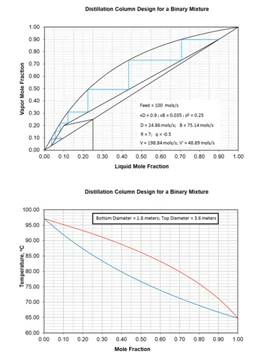 Distillation Column Design for a Binary Mixture
1.00
0.90
0.80
0.70
0.60
0.50
0.40
0.30
0.20
0.10
0.00
Vapor Mole Fraction
Feed = 100 mols/s
xD = 0.9 ; xB = 0.035 ; zF = 0.25
D = 24.86 mols/s; B = 75.14 mols/s
R = 7; q = -0.5
V = 198.84 mols/s; V' = 48.89 mols/s
0.00 0.10 0.20 0.30 0.40 0.50 0.60 0.70 0.80 0.90 1.00
Liquid Mole Fraction
Distillation Column Design for a Binary Mixture
Bottom Diameter = 1.8 meters; Top Diameter = 3.6 meters
100.00
95.00
90.00
85.00
80.00
75.00
70.00
65.00
60.00
Temperature, °C
0.00 0.10 0.20 0.30 0.40 0.50 0.60 0.70 0.80 0.90 1.00
Mole Fraction